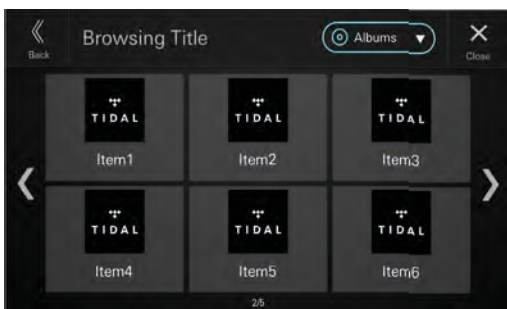 Browsing Title
Albums
Back
Close
TIDAL
TIDAL
TIDAL
Item1
Item2
Item3
TIDAL
TIDAL
TIDAL
Item4
Item5
Item6
2/5